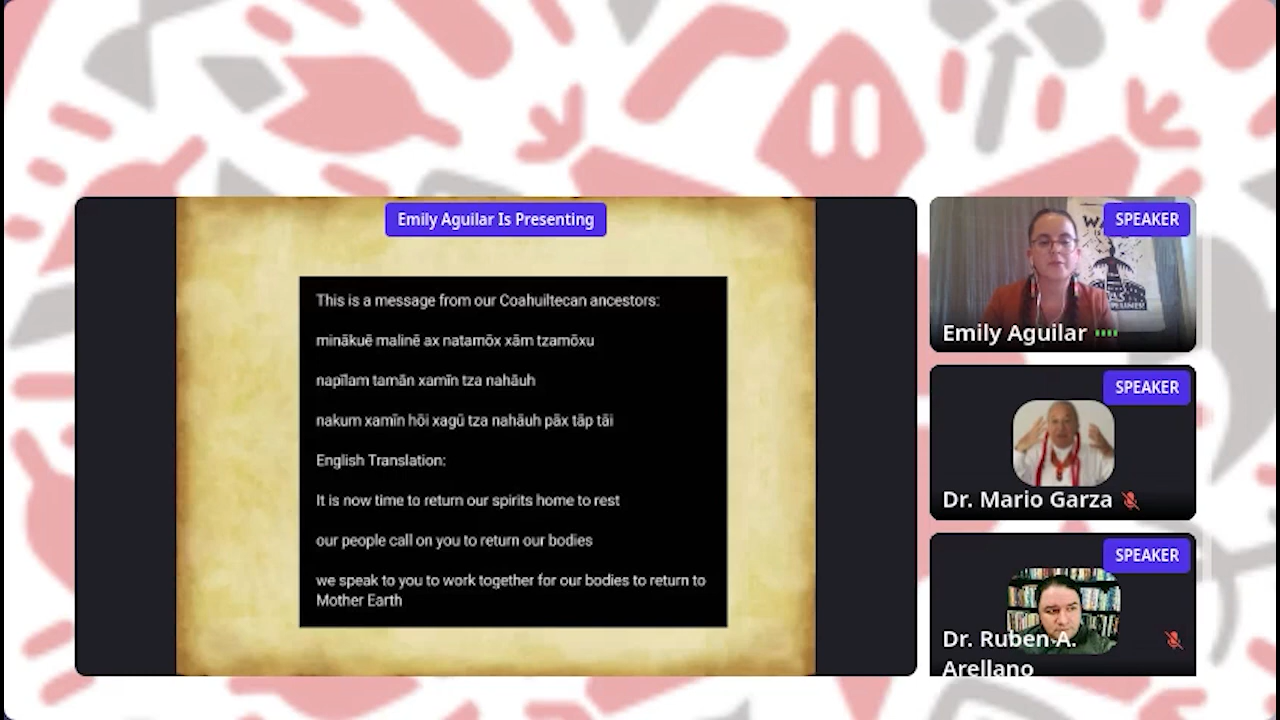 Emily Aguilar Is Presenting
This is a message from our Coahuiltecan ancestors:
minākuē malinē ax natamōx xām tzamōxu
napīlam tamān xamīn tza nahāuh
nakum xamīn hōi xagū tza nahāuh pāx tāp tāi
English Translation:
It is now time to return our spirits home to rest
our people call on you to return our bodies
we speak to you to work together for our bodies to return to
Mother Earth
SPEAKER
Emily Aguilar
SPEAKER
Dr. Mario Garza
SPEAKER
Dr. Ruben A.
Arellano